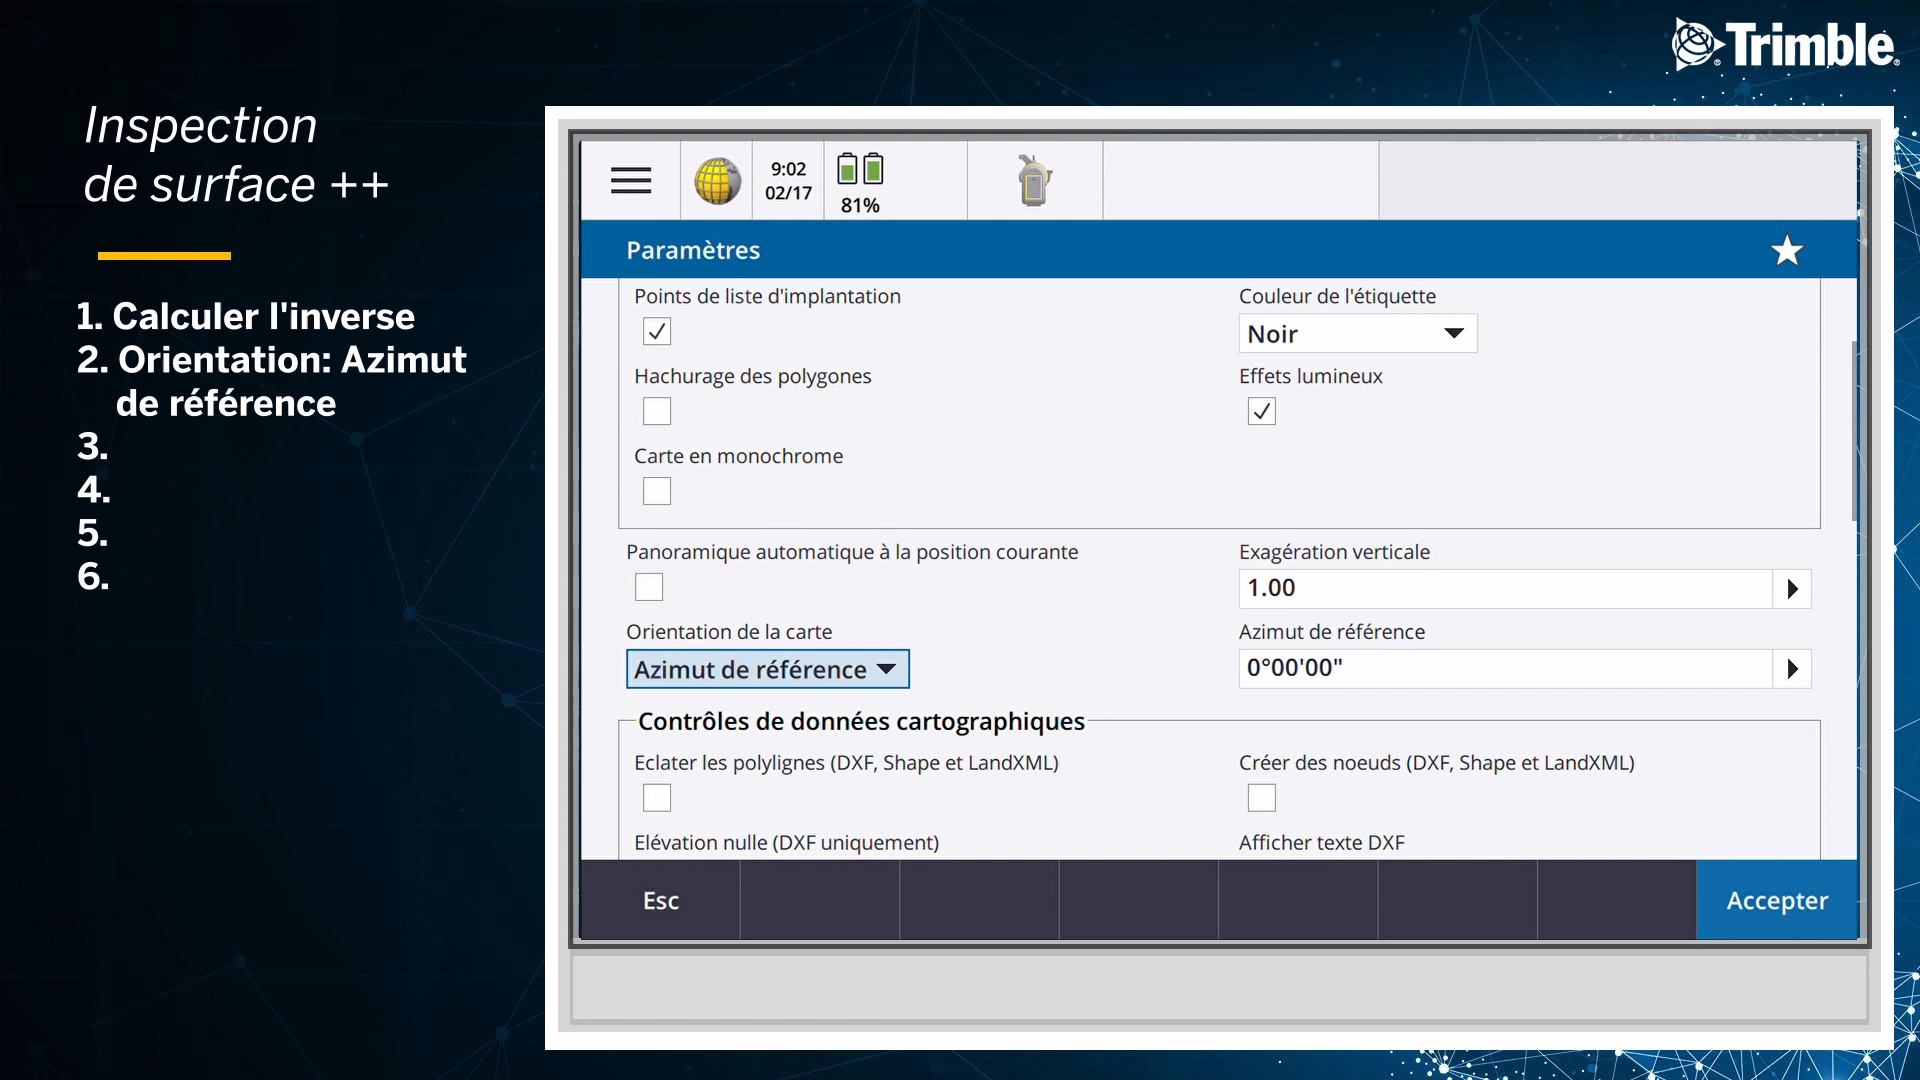 Trimble
Inspection
de surface ++
1. Calculer l'inverse
2. Orientation: Azimut
de référence
3.
4.
5.
6.
9:02
02/17
81%
Paramètres
Points de liste d'implantation
Couleur de l'étiquette
Noir
Hachurage des polygones
Effets lumineux
Carte en monochrome
Panoramique automatique à la position courante
Exagération verticale
1.00
Orientation de la carte
Azimut de référence
Azimut de référence
0°00'00"
Contrôles de données cartographiques
Eclater les polylignes (DXF, Shape et LandXML)
Créer des noeuds (DXF, Shape et LandXML)
Elévation nulle (DXF uniquement)
Afficher texte DXF
Esc
Accepter